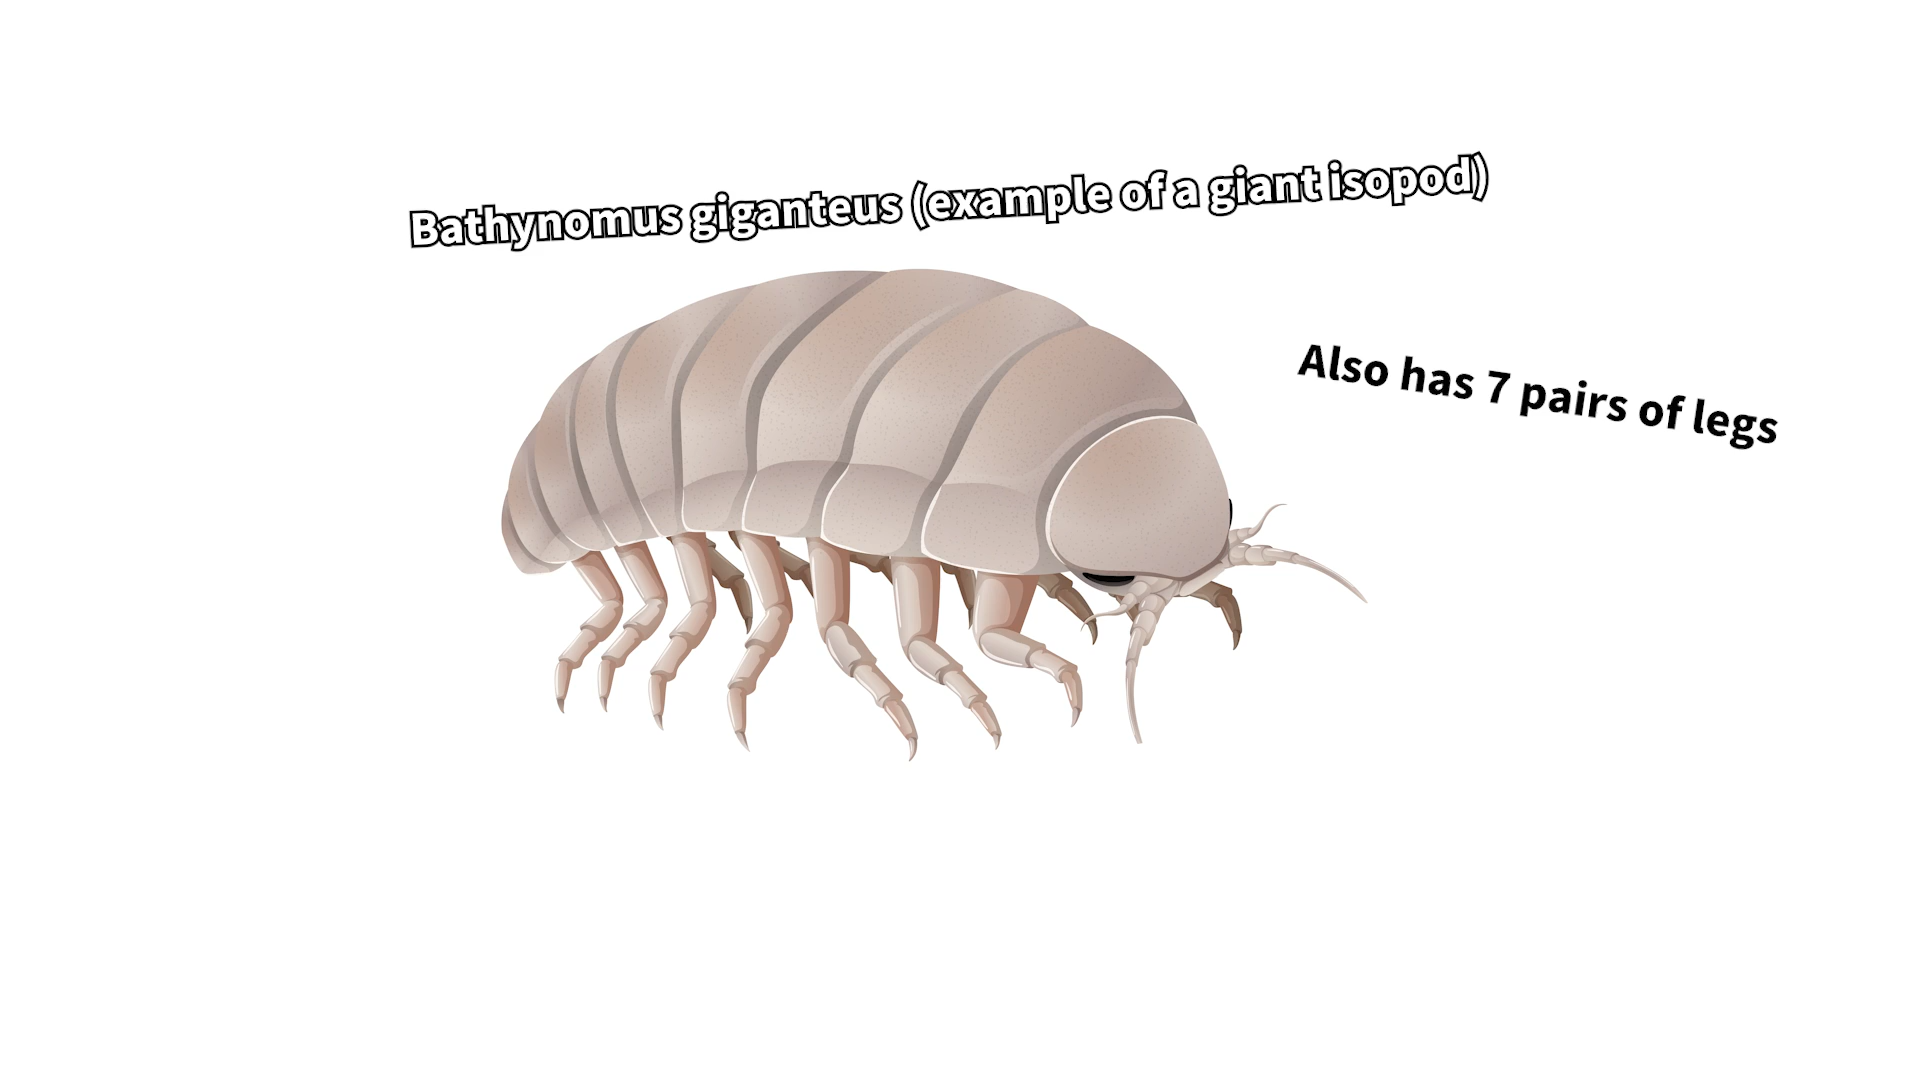 Bathynomus giganteus (example of a giant isopod)
Also has 7 pairs of legs